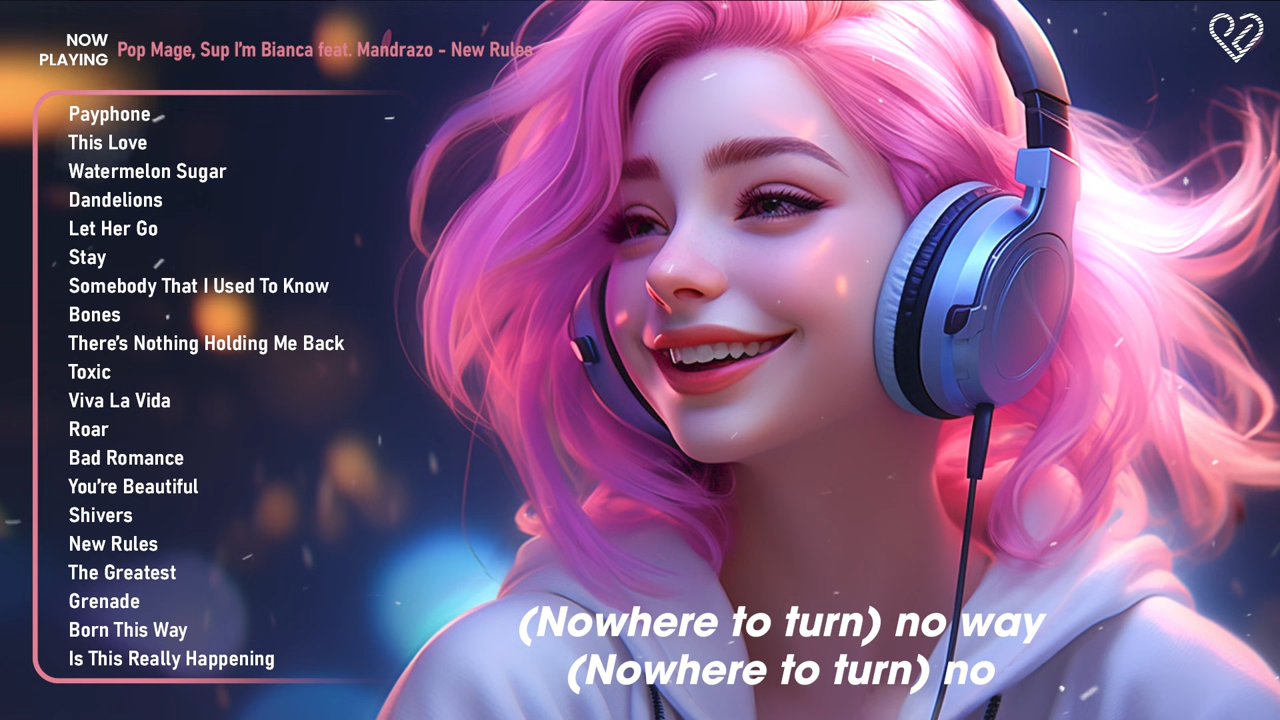 NOW
PLAYING
Pop Mage, Sup I'm Bianca feat. Mandrazo - New Rules
Payphone
This Love
Watermelon Sugar
Dandelions
Let Her Go
Stay
Somebody That I Used To Know
Bones
There's Nothing Holding Me Back
Toxic
Viva La Vida
Roar
Bad Romance
You're Beautiful
Shivers
New Rules
The Greatest
Grenade
Born This Way
Is This Really Happening
(Nowhere to turn) no way
(Nowhere to turn) no